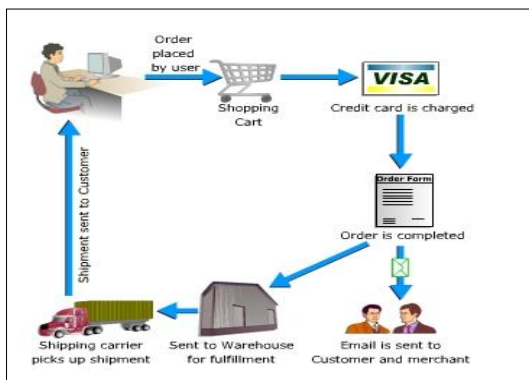 Order
placed
by user
Shopping
Cart
VISA
Credit card is charged
Order Form
Order is completed
Email is sent to
Customer and merchant
Sent to Warehouse
for fulfillment
Shipping carrier
picks up shipment
Shipment sent to Customer